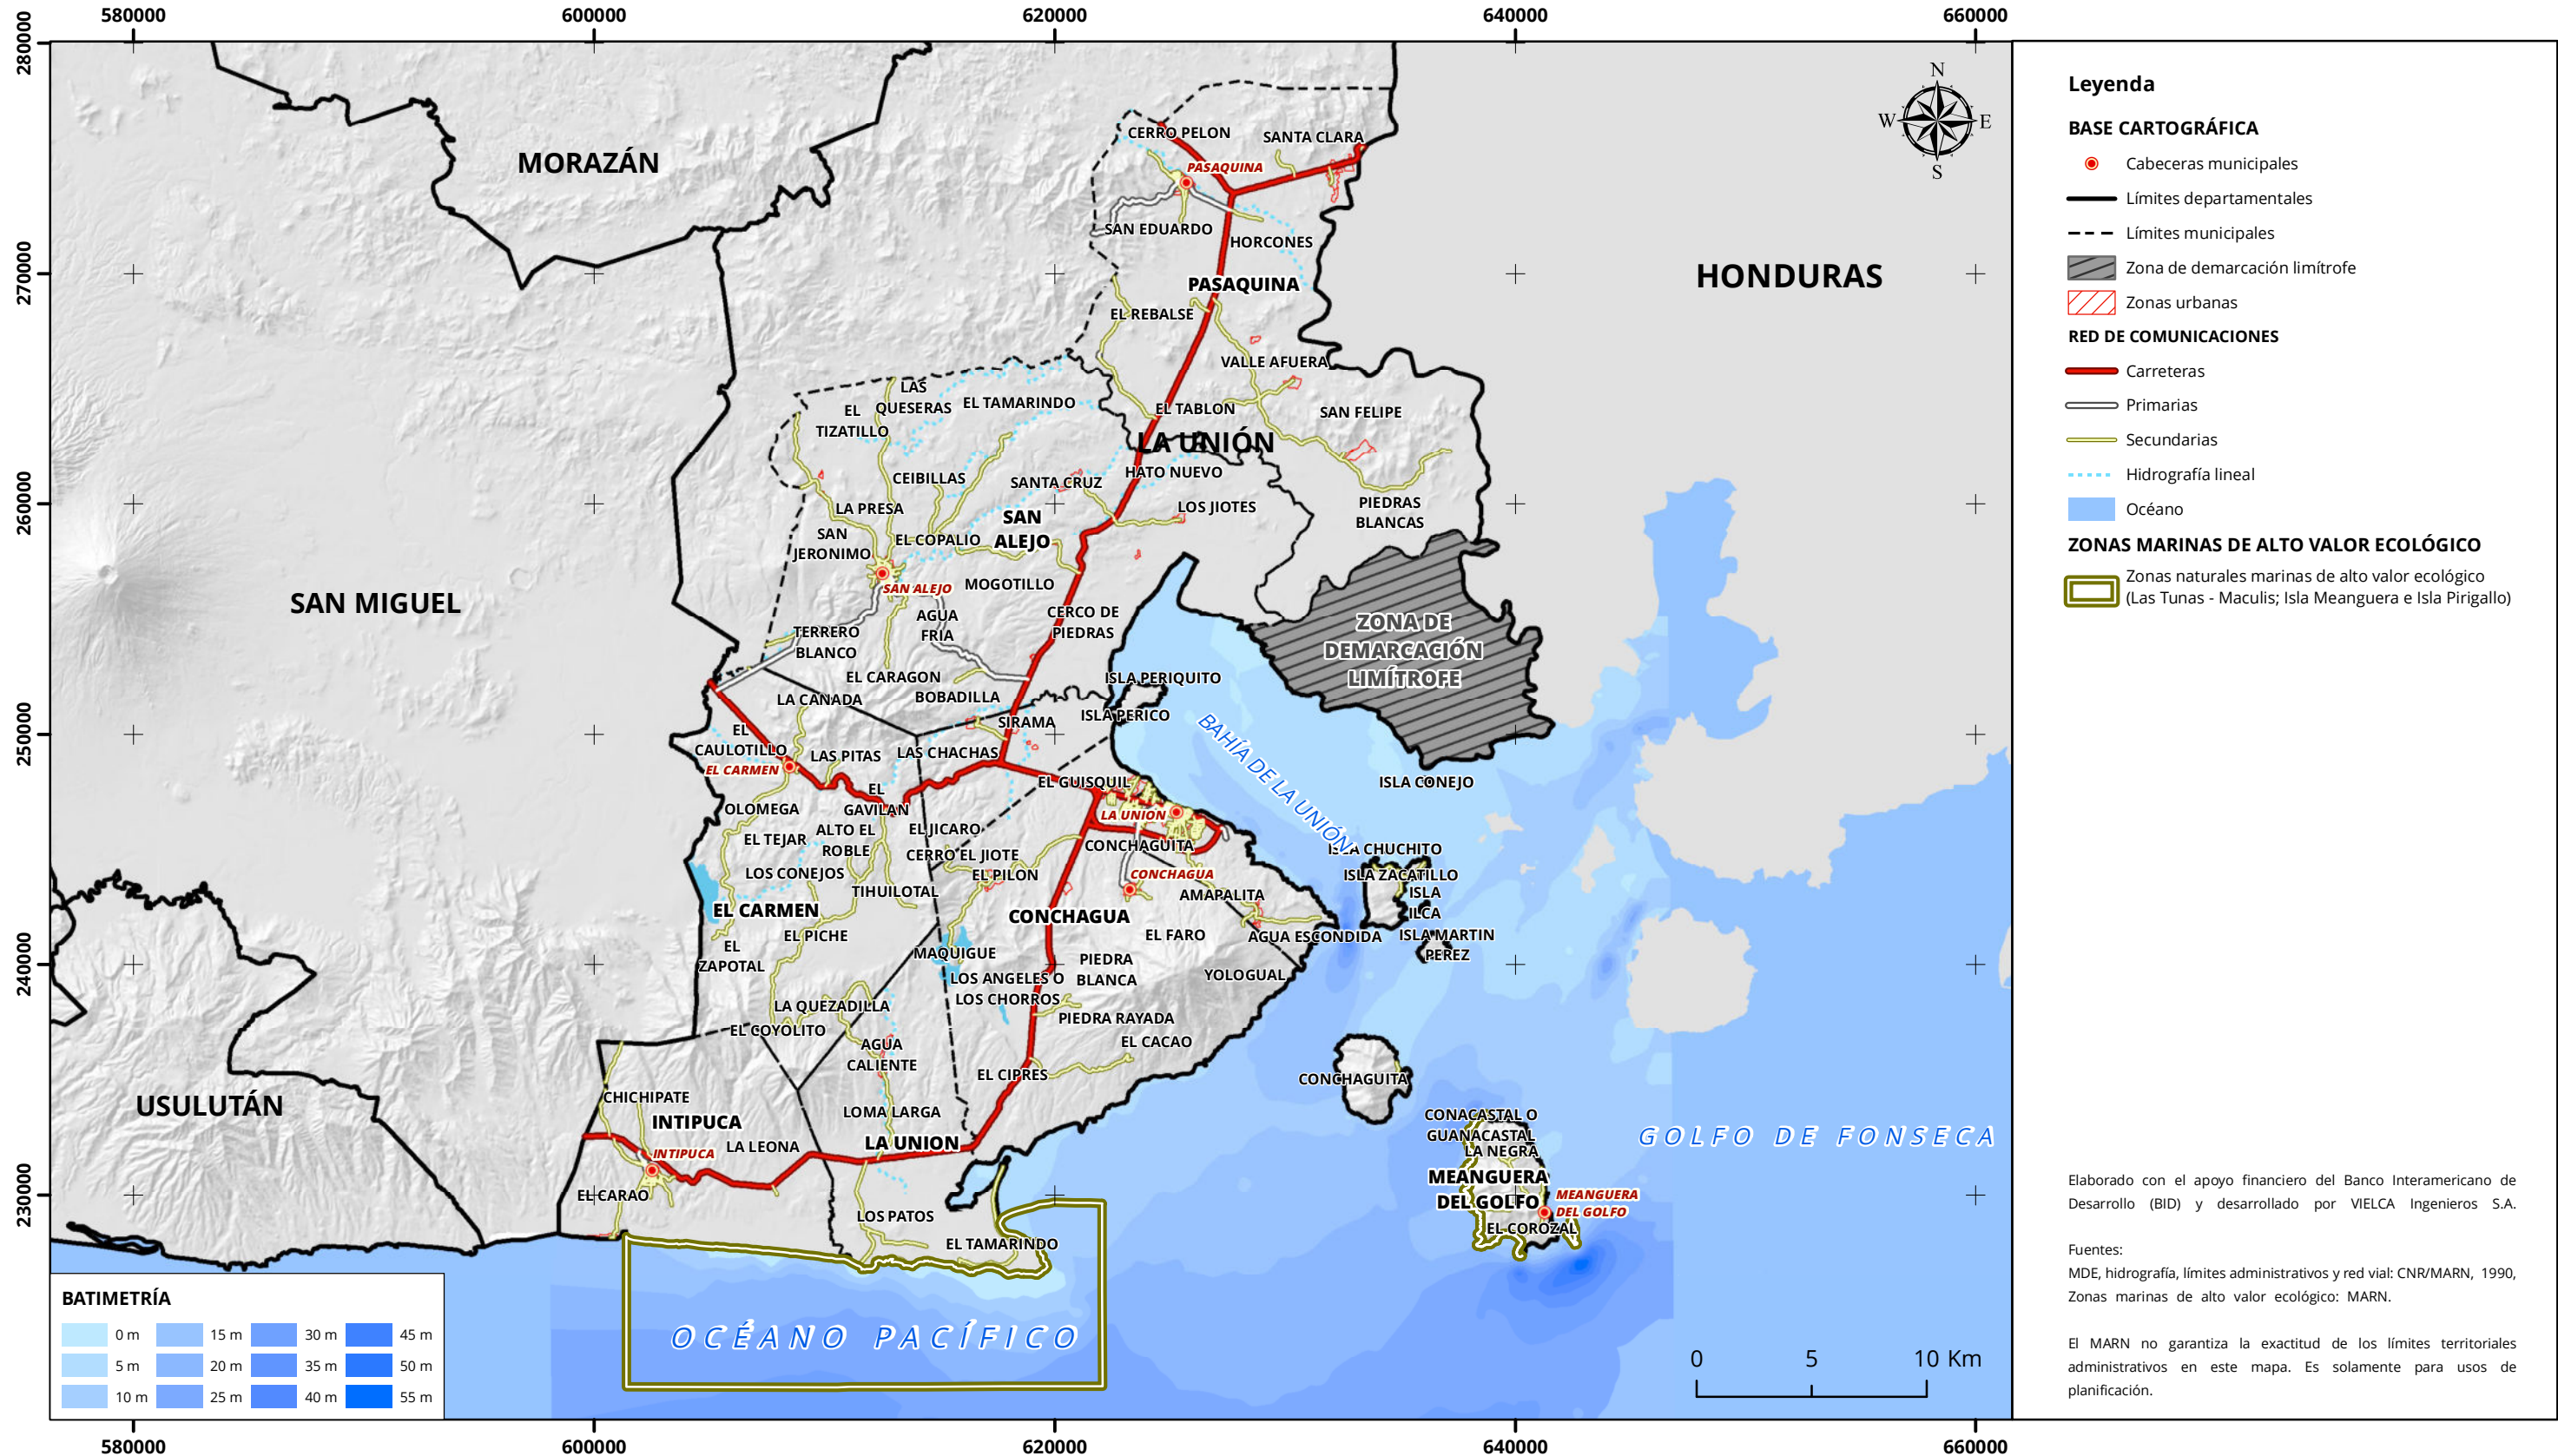 580000
600000
620000
640000
660000
280000
270000
260000
250000
240000
230000
N
W
E
S
MORAZÁN
HONDURAS
SAN MIGUEL
USULUTÁN
LA UNIÓN
CERRO PELON
SANTA CLARA
PASAQUINA
SAN EDUARDO
HORCONES
PASAQUINA
EL REBALSE
VALLE AFUERA
LAS
QUESERAS
EL TAMARINDO
EL
TIZATILLO
EL TABLON
SAN FELIPE
CEIBILLAS
SANTA CRUZ
HATO NUEVO
LA PRESA
LOS JIOTES
PIEDRAS
BLANCAS
SAN
ALEJO
SAN
JERONIMO
EL COPALIO
SAN ALEJO
MOGOTILLO
AGUA
FRIA
CERCO DE
PIEDRAS
TERRERO
BLANCO
ZONA DE
DEMARCACIÓN
LIMÍTROFE
EL CARAGON
ISLA PERIQUITO
LA CANADA
BOBADILLA
ISLA PERICO
SIRAMA
EL
CAULOTILLO
LAS PITAS
LAS CHACHAS
EL CARMEN
BAHÍA DE LA UNIÓN
EL GUISQUIL
ISLA CONEJO
EL
GAVILAN
OLOMEGA
LA UNION
EL TEJAR
ALTO EL
ROBLE
EL JICARO
CONCHAGUITA
ISLA CHUCHITO
CERRO EL JIOTE
LOS CONEJOS
EL PILON
CONCHAGUA
ISLA ZACATILLO
TIHUILOTAL
AMAPALITA
ISLA
ILCA
EL CARMEN
CONCHAGUA
EL PICHE
EL FARO
AGUA ESCONDIDA
ISLA MARTIN
PEREZ
EL
ZAPOTAL
MAQUIGUE
PIEDRA
BLANCA
YOLOGUAL
LOS ANGELES O
LOS CHORROS
LA QUEZADILLA
PIEDRA RAYADA
EL COYOLITO
EL CACAO
AGUA
CALIENTE
EL CIPRES
CONCHAGUITA
CHICHIPATE
INTIPUCA
LOMA LARGA
LA UNION
LA LEONA
INTIPUCA
EL CARAO
CONACASTAL O
GUANACASTAL
LA NEGRA
MEANGUERA
DEL GOLFO
MEANGUERA
DEL GOLFO
EL COROZAL
GOLFO DE FONSECA
LOS PATOS
EL TAMARINDO
OCÉANO PACÍFICO
0 5 10 Km
BATIMETRÍA
0 m 15 m 30 m 45 m
5 m 20 m 35 m 50 m
10 m 25 m 40 m 55 m
580000
600000
620000
640000
660000
Leyenda
BASE CARTOGRÁFICA
Cabeceras municipales
Límites departamentales
Límites municipales
Zona de demarcación limítrofe
Zonas urbanas
RED DE COMUNICACIONES
Carreteras
Primarias
Secundarias
Hidrografía lineal
Océano
ZONAS MARINAS DE ALTO VALOR ECOLÓGICO
Zonas naturales marinas de alto valor ecológico
(Las Tunas - Maculis; Isla Meanguera e Isla Pirigallo)
Elaborado con el apoyo financiero del Banco Interamericano de
Desarrollo (BID) y desarrollado por VIELCA Ingenieros S.A.
Fuentes:
MDE, hidrografía, límites administrativos y red vial: CNR/MARN, 1990,
Zonas marinas de alto valor ecológico: MARN.
El MARN no garantiza la exactitud de los límites territoriales
administrativos en este mapa. Es solamente para usos de
planificación.